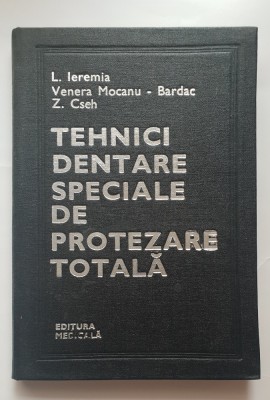 L. Ieremia
Venera Mocanu - Bardac
Z. Cseh
TEHNICI
DENTARE
SPECIALE
DE
PROTEZARE
TOTALĂ
EDITURA
MEDICALĂ